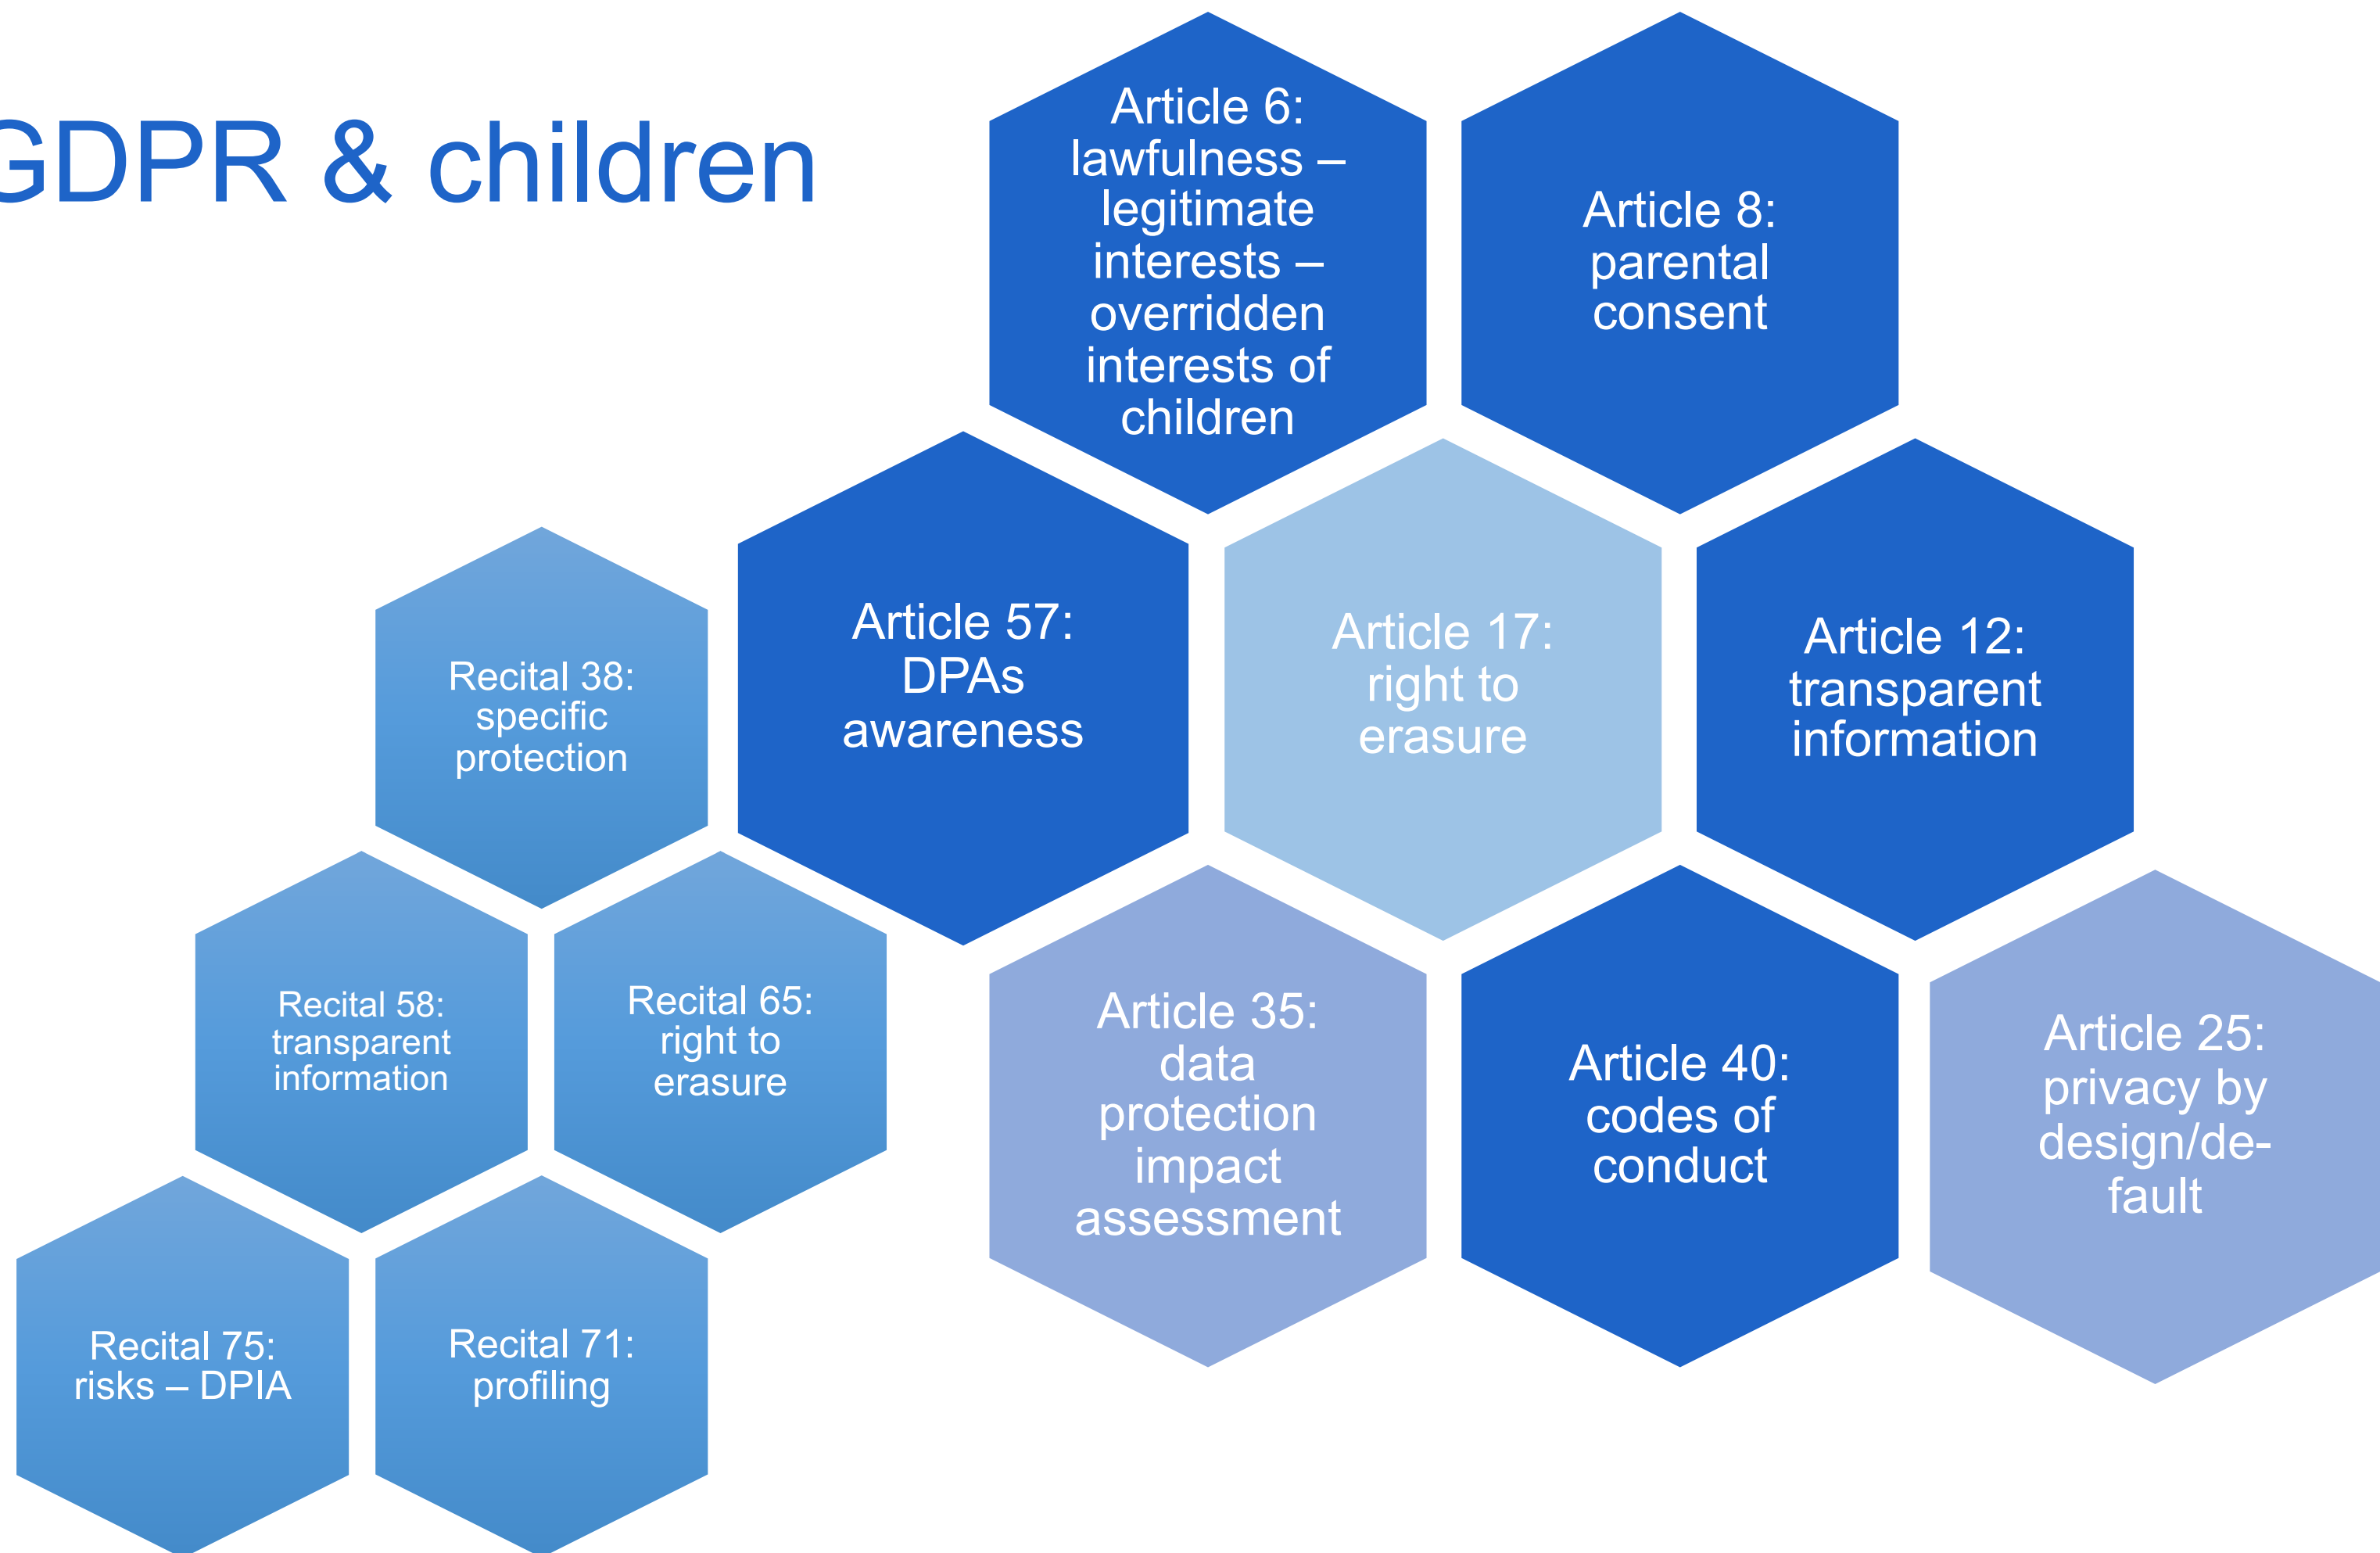 GDPR & children
Article 6:
lawfulness –
legitimate
interests –
overridden
interests of
children
Article 8:
parental
consent
Article 57:
DPAs
awareness
Article 17:
right to
erasure
Article 12:
transparent
information
Recital 38:
specific
protection
Recital 58:
transparent
information
Recital 65:
right to
erasure
Article 35:
data
protection
impact
assessment
Article 40:
codes of
conduct
Article 25:
privacy by
design/de-
fault
Recital 75:
risks – DPIA
Recital 71:
profiling